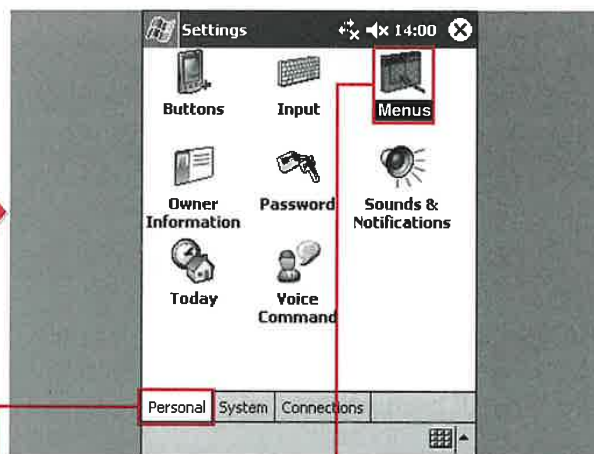 Settings 14:00
Buttons Input Menus
Owner Information Password Sounds & Notifications
Today Voice Command
Personal System Connections